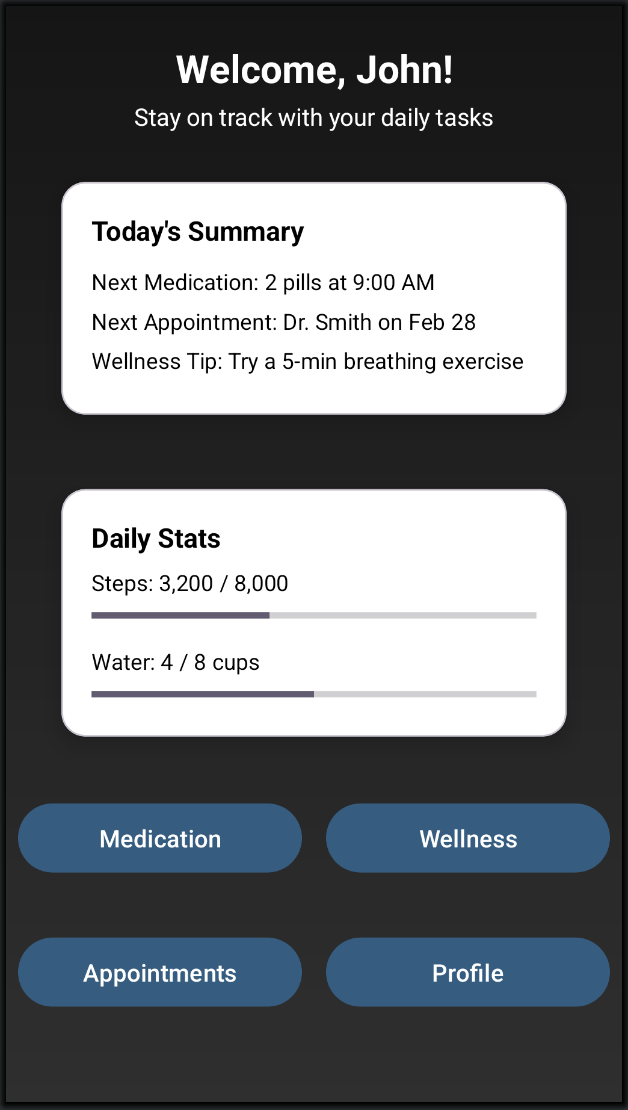 Welcome, John!
Stay on track with your daily tasks
Today's Summary
Next Medication: 2 pills at 9:00 AM
Next Appointment: Dr. Smith on Feb 28
Wellness Tip: Try a 5-min breathing exercise
Daily Stats
Steps: 3,200 / 8,000
Water: 4 / 8 cups
Medication
Wellness
Appointments
Profile